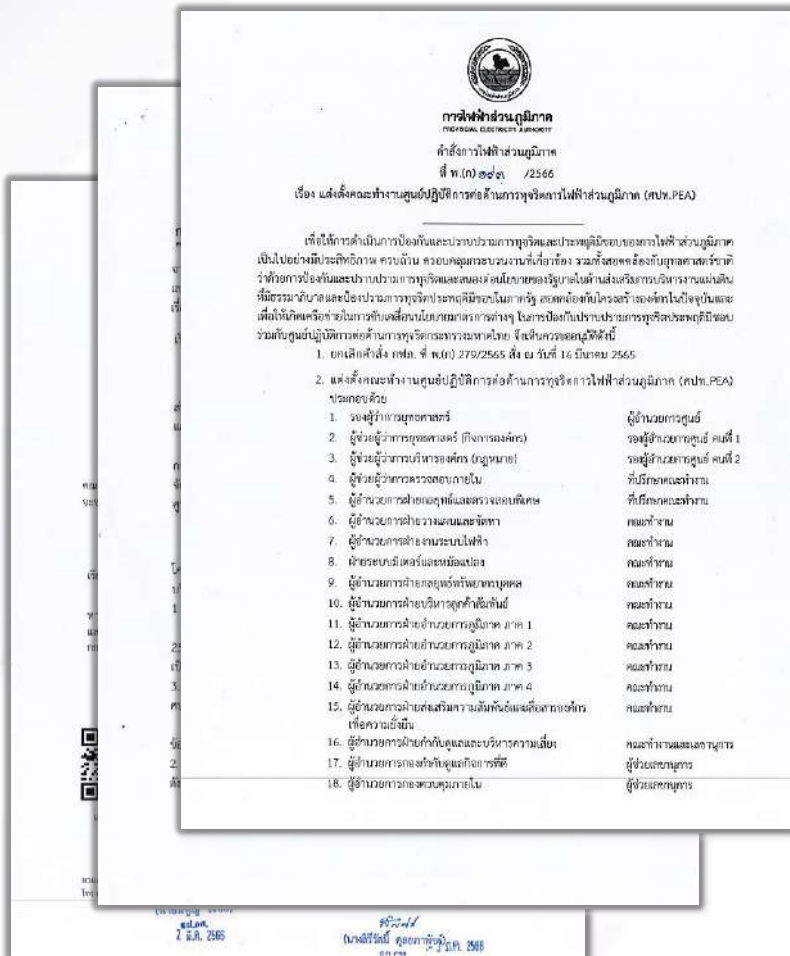 การไฟฟ้าส่วนภูมิภาค
PROVINCIAL ELECTRICITY AUTHORITY
คำสั่งการไฟฟ้าส่วนภูมิภาค
ที่ พ.(ก) ๑๙๓ /2566
เรื่อง แต่งตั้งคณะทำงานศูนย์ปฏิบัติการต่อต้านการทุจริตการไฟฟ้าส่วนภูมิภาค (ศปท.PEA)
เพื่อให้การดำเนินการป้องกันและปราบปรามการทุจริตและประพฤติมิชอบของการไฟฟ้าส่วนภูมิภาค
เป็นไปอย่างมีประสิทธิภาพ ครบถ้วน ครอบคลุมกระบวนงานที่เกี่ยวข้อง รวมทั้งสอดคล้องกับยุทธศาสตร์ชาติ
ว่าด้วยการป้องกันและปราบปรามการทุจริตและสนองต่อนโยบายของรัฐบาลในด้านส่งเสริมการบริหารงานแผ่นดิน
ที่มีธรรมาภิบาลและป้องปรามการทุจริตประพฤติมิชอบในภาครัฐ สอดคล้องกับโครงสร้างองค์กรในปัจจุบันและ
เพื่อให้เกิดเครือข่ายในการขับเคลื่อนนโยบายมาตรการต่างๆ ในการป้องกันปราบปรามการทุจริตประพฤติมิชอบ
ร่วมกับศูนย์ปฏิบัติการต่อต้านการทุจริตกระทรวงมหาดไทย จึงเห็นควรขออนุมัติดังนี้
1. ยกเลิกคำสั่ง กฟภ. ที่ พ.(ก) 279/2565 สั่ง ณ วันที่ 16 มีนาคม 2565
2. แต่งตั้งคณะทำงานศูนย์ปฏิบัติการต่อต้านการทุจริตการไฟฟ้าส่วนภูมิภาค (ศปท.PEA)
ประกอบด้วย
1. รองผู้ว่าการยุทธศาสตร์ ผู้อำนวยการศูนย์
2. ผู้ช่วยผู้ว่าการยุทธศาสตร์ (กิจการองค์กร) รองผู้อำนวยการศูนย์ คนที่ 1
3. ผู้ช่วยผู้ว่าการบริหารองค์กร (กฎหมาย) รองผู้อำนวยการศูนย์ คนที่ 2
4. ผู้ช่วยผู้ว่าการตรวจสอบภายใน ที่ปรึกษาคณะทำงาน
5. ผู้อำนวยการฝ่ายกลยุทธ์และตรวจสอบพิเศษ ที่ปรึกษาคณะทำงาน
6. ผู้อำนวยการฝ่ายวางแผนและจัดหา คณะทำงาน
7. ผู้อำนวยการฝ่ายงานระบบไฟฟ้า คณะทำงาน
8. ฝ่ายระบบมิเตอร์และหม้อแปลง คณะทำงาน
9. ผู้อำนวยการฝ่ายกลยุทธ์ทรัพยากรบุคคล คณะทำงาน
10. ผู้อำนวยการฝ่ายบริหารลูกค้าสัมพันธ์ คณะทำงาน
11. ผู้อำนวยการฝ่ายอำนวยการภูมิภาค ภาค 1 คณะทำงาน
12. ผู้อำนวยการฝ่ายอำนวยการภูมิภาค ภาค 2 คณะทำงาน
13. ผู้อำนวยการฝ่ายอำนวยการภูมิภาค ภาค 3 คณะทำงาน
14. ผู้อำนวยการฝ่ายอำนวยการภูมิภาค ภาค 4 คณะทำงาน
15. ผู้อำนวยการฝ่ายส่งเสริมความสัมพันธ์และสื่อสารองค์กร คณะทำงาน
เพื่อความยั่งยืน
16. ผู้อำนวยการฝ่ายกำกับดูแลและบริหารความเสี่ยง คณะทำงานและเลขานุการ
17. ผู้อำนวยการกองกำกับดูแลกิจการที่ดี ผู้ช่วยเลขานุการ
18. ผู้อำนวยการกองควบคุมภายใน ผู้ช่วยเลขานุการ
2 มี.ค. 2566
มี.ค. 2566